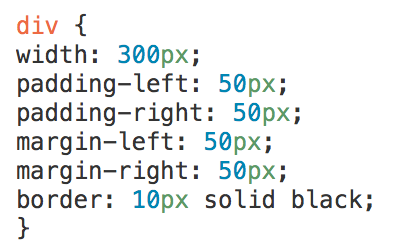 div {
width: 300px;
padding-left: 50px;
padding-right: 50px;
margin-left: 50px;
margin-right: 50px;
border: 10px solid black;
}